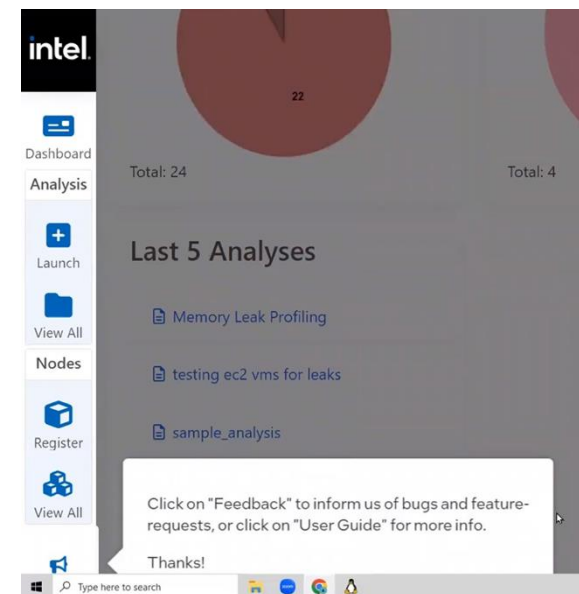 intel.
22
Dashboard
Total: 24
Total: 4
Analysis
Launch
Last 5 Analyses
View All
Memory Leak Profiling
Nodes
testing ec2 vms for leaks
Register
sample_analysis
View All
Click on "Feedback" to inform us of bugs and feature-
requests, or click on "User Guide" for more info.
Thanks!
Type here to search